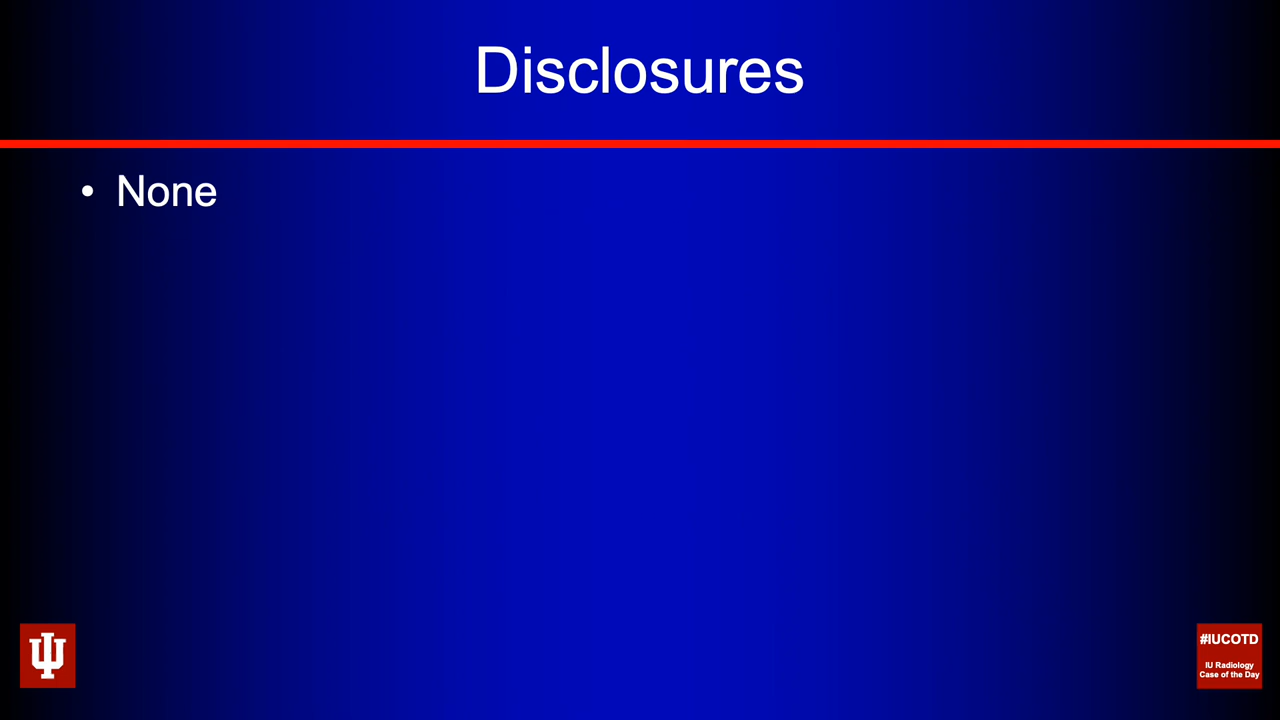 Disclosures
• None
#IUCOTD
IU Radiology
Case of the Day